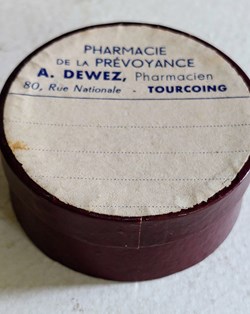 PHARMACIE
DE LA PRÉVOYANCE
A. DEWEZ, Pharmacien
80, Rue Nationale - TOURCOING